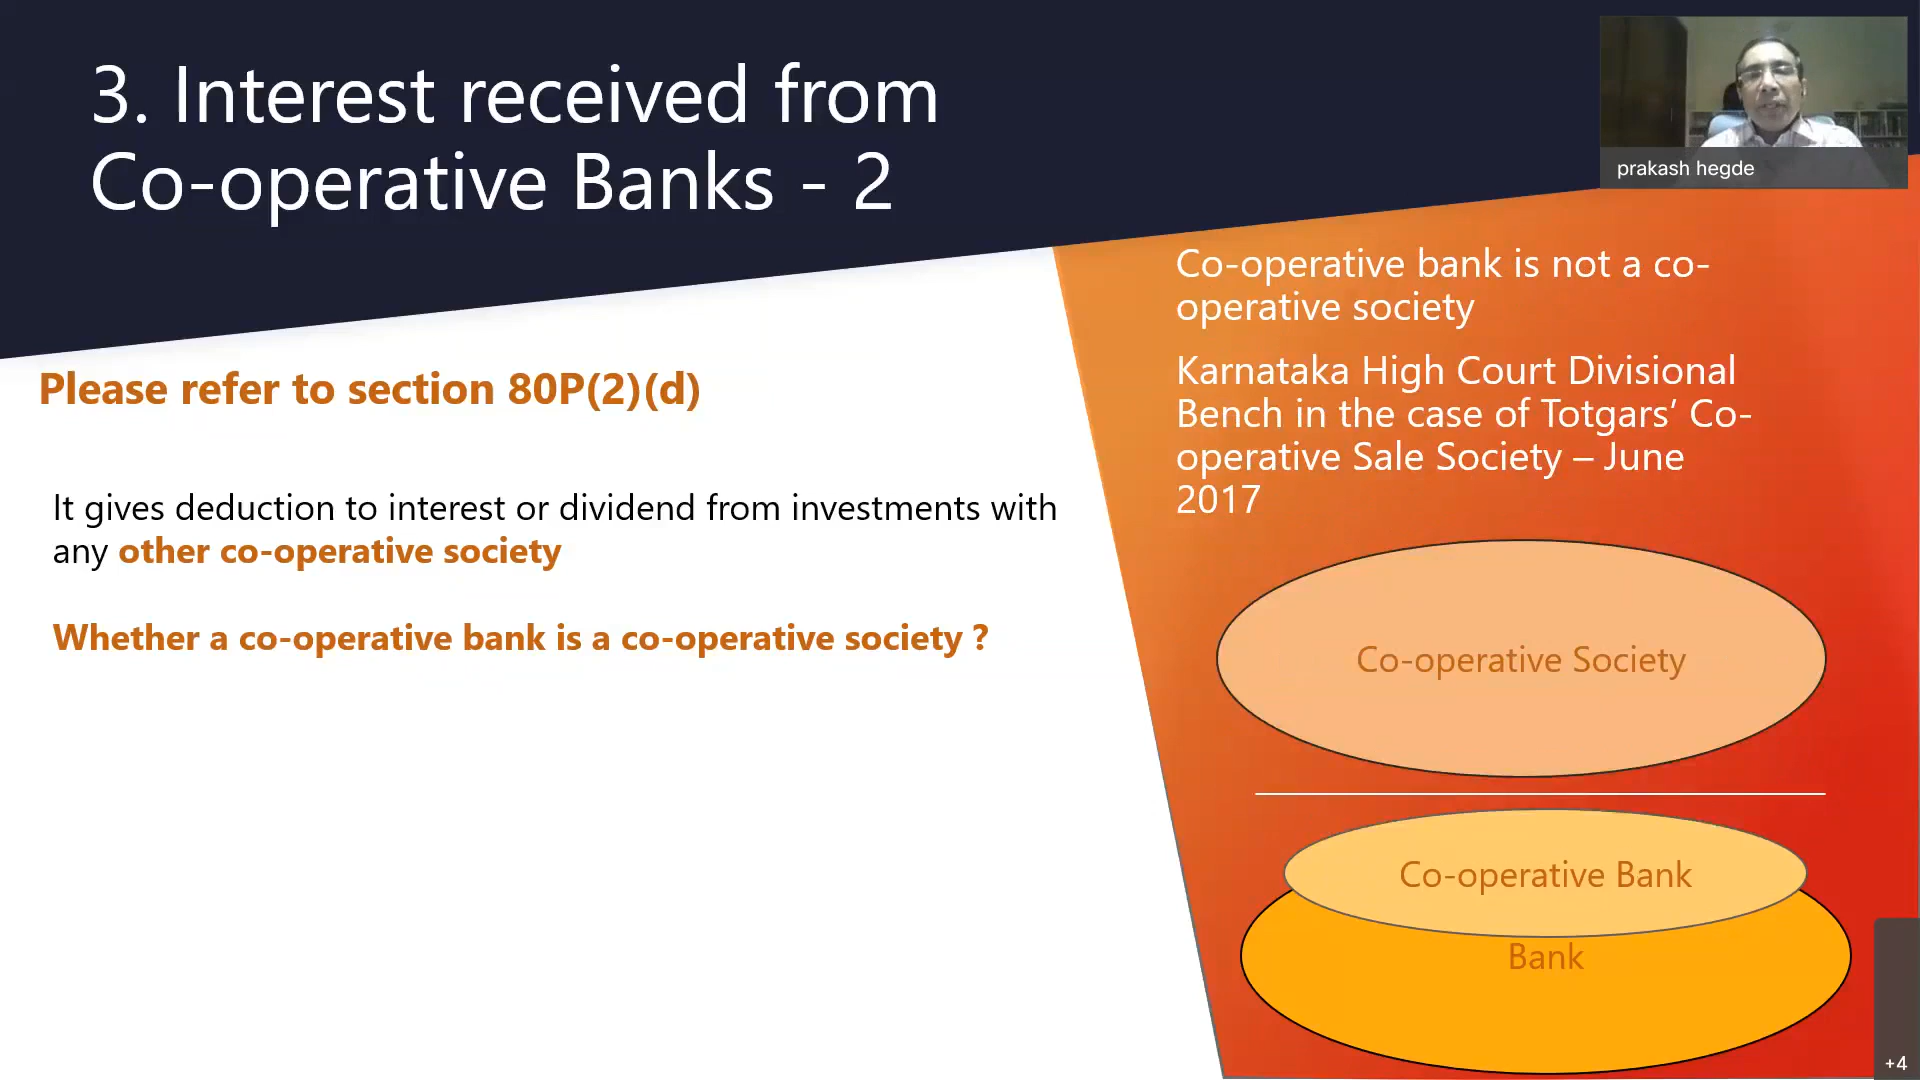 3. Interest received from
Co-operative Banks - 2
prakash hegde
Please refer to section 80P(2)(d)
It gives deduction to interest or dividend from investments with
any other co-operative society
Whether a co-operative bank is a co-operative society ?
Co-operative bank is not a co-
operative society
Karnataka High Court Divisional
Bench in the case of Totgars’ Co-
operative Sale Society – June
2017
Co-operative Society
Co-operative Bank
Bank
+4